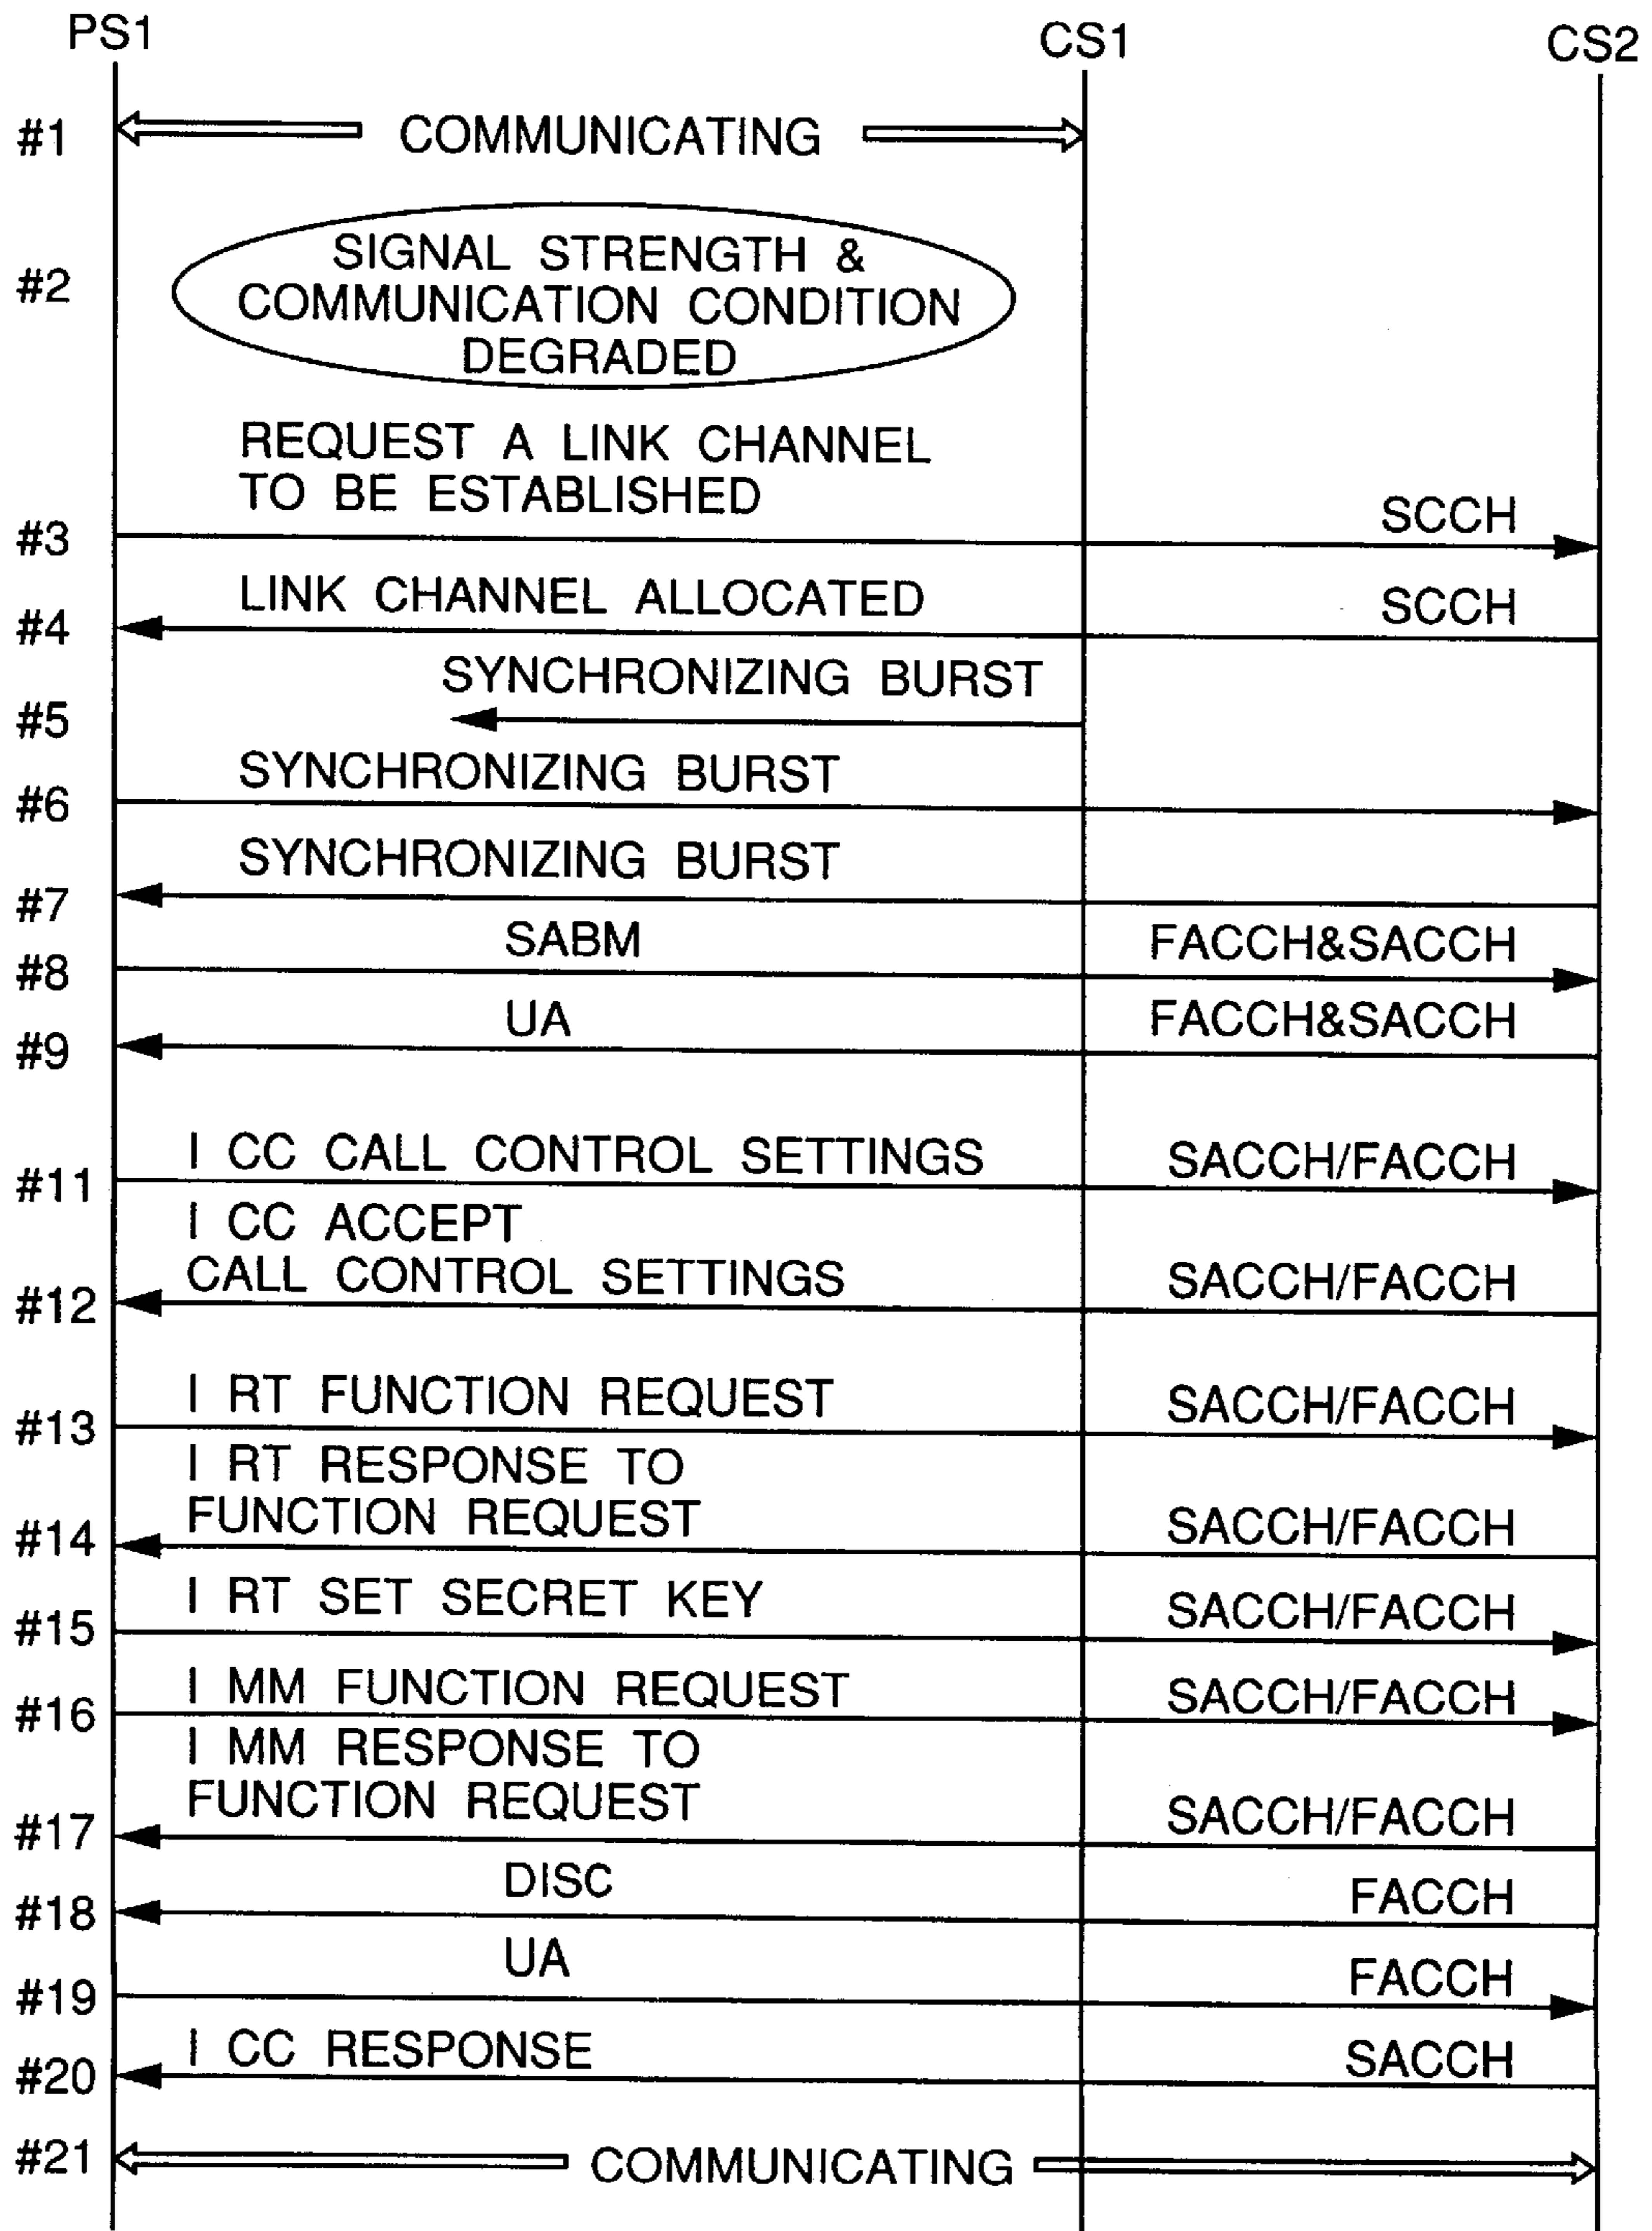 PS1 CS1 CS2
#1 COMMUNICATING
#2 SIGNAL STRENGTH &
COMMUNICATION CONDITION
DEGRADED
REQUEST A LINK CHANNEL
TO BE ESTABLISHED
#3 SCCH
LINK CHANNEL ALLOCATED SCCH
#4
SYNCHRONIZING BURST
#5
SYNCHRONIZING BURST
#6
SYNCHRONIZING BURST
#7
SABM FACCH&SACCH
#8
UA FACCH&SACCH
#9
I CC CALL CONTROL SETTINGS SACCH/FACCH
#11
I CC ACCEPT
CALL CONTROL SETTINGS SACCH/FACCH
#12
I RT FUNCTION REQUEST SACCH/FACCH
#13
I RT RESPONSE TO
FUNCTION REQUEST SACCH/FACCH
#14
I RT SET SECRET KEY SACCH/FACCH
#15
I MM FUNCTION REQUEST SACCH/FACCH
#16
I MM RESPONSE TO
FUNCTION REQUEST SACCH/FACCH
#17
DISC FACCH
#18
UA FACCH
#19
I CC RESPONSE SACCH
#20
#21 COMMUNICATING